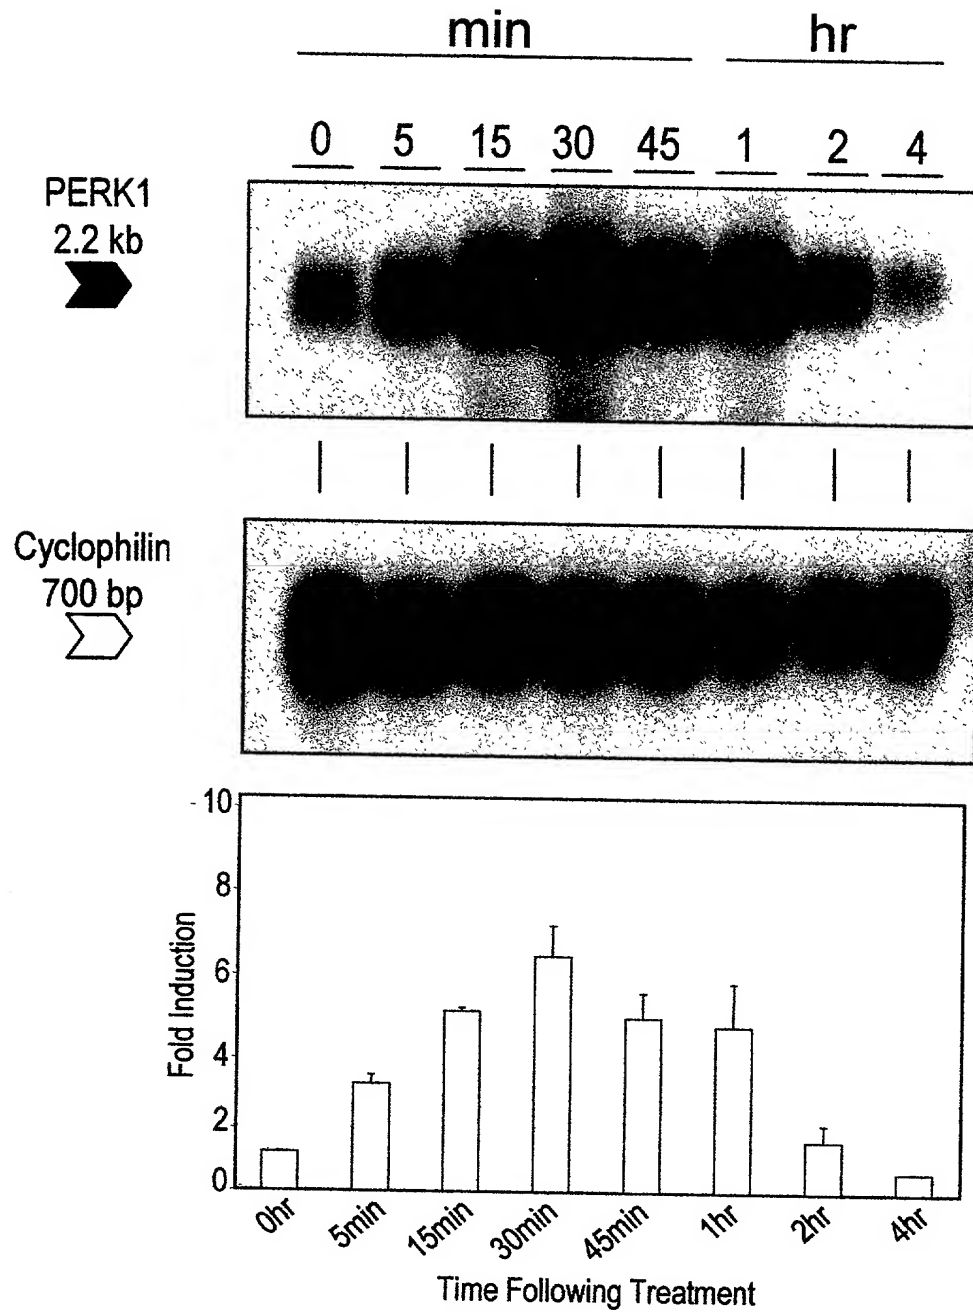 min hr
0 5 15 30 45 1 2 4
PERK1
2.2 kb
Cyclophilin
700 bp
10
8
6
4
2
0
Fold Induction
0hr 5min 15min 30min 45min 1hr 2hr 4hr
Time Following Treatment